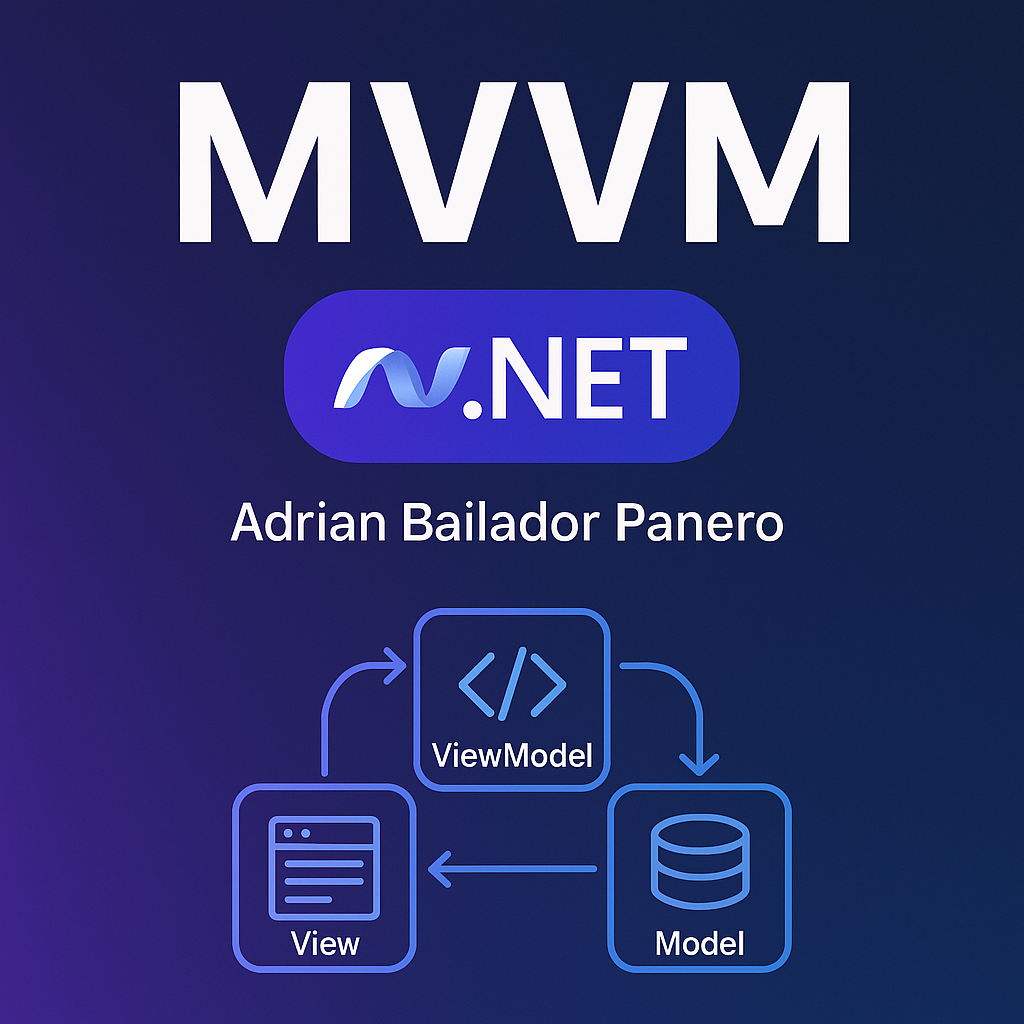 MVVM
.NET
Adrian Bailador Panero
</>
ViewModel
View
Model